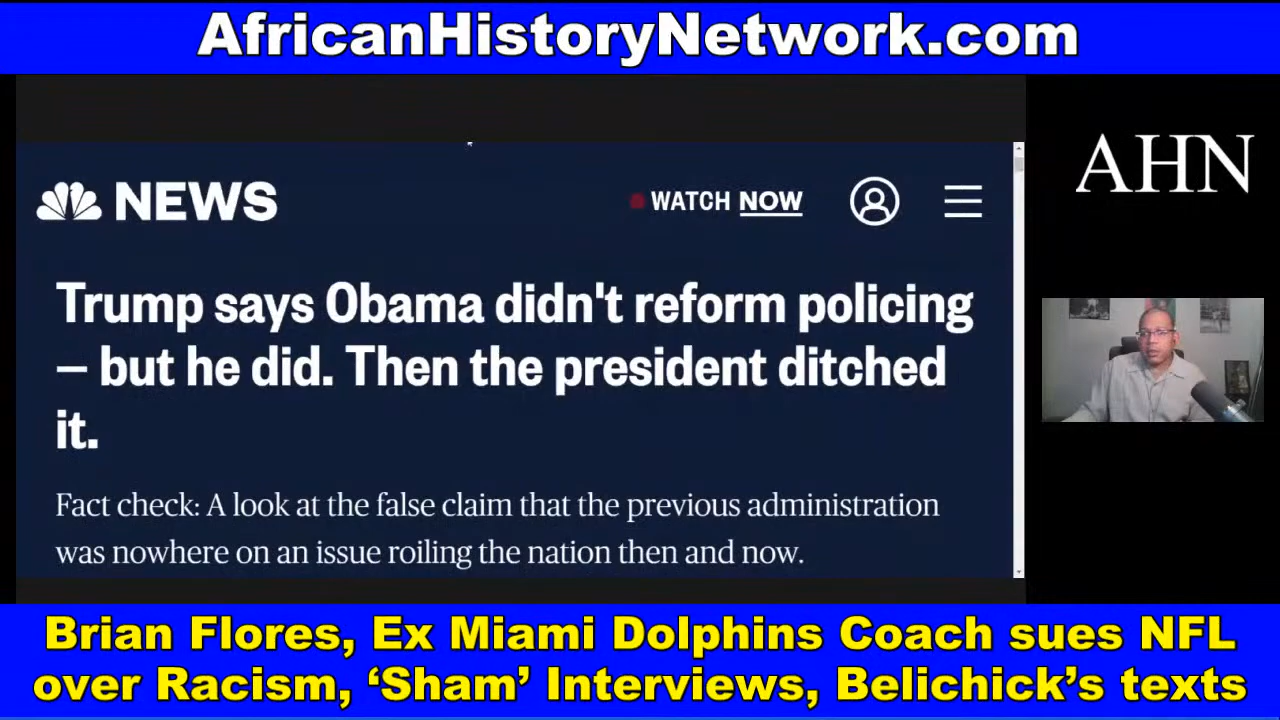 AfricanHistoryNetwork.com
AHN
NEWS
WATCH NOW
Trump says Obama didn't reform policing
– but he did. Then the president ditched
it.
Fact check: A look at the false claim that the previous administration
was nowhere on an issue roiling the nation then and now.
Brian Flores, Ex Miami Dolphins Coach sues NFL
over Racism, ‘Sham’ Interviews, Belichick’s texts